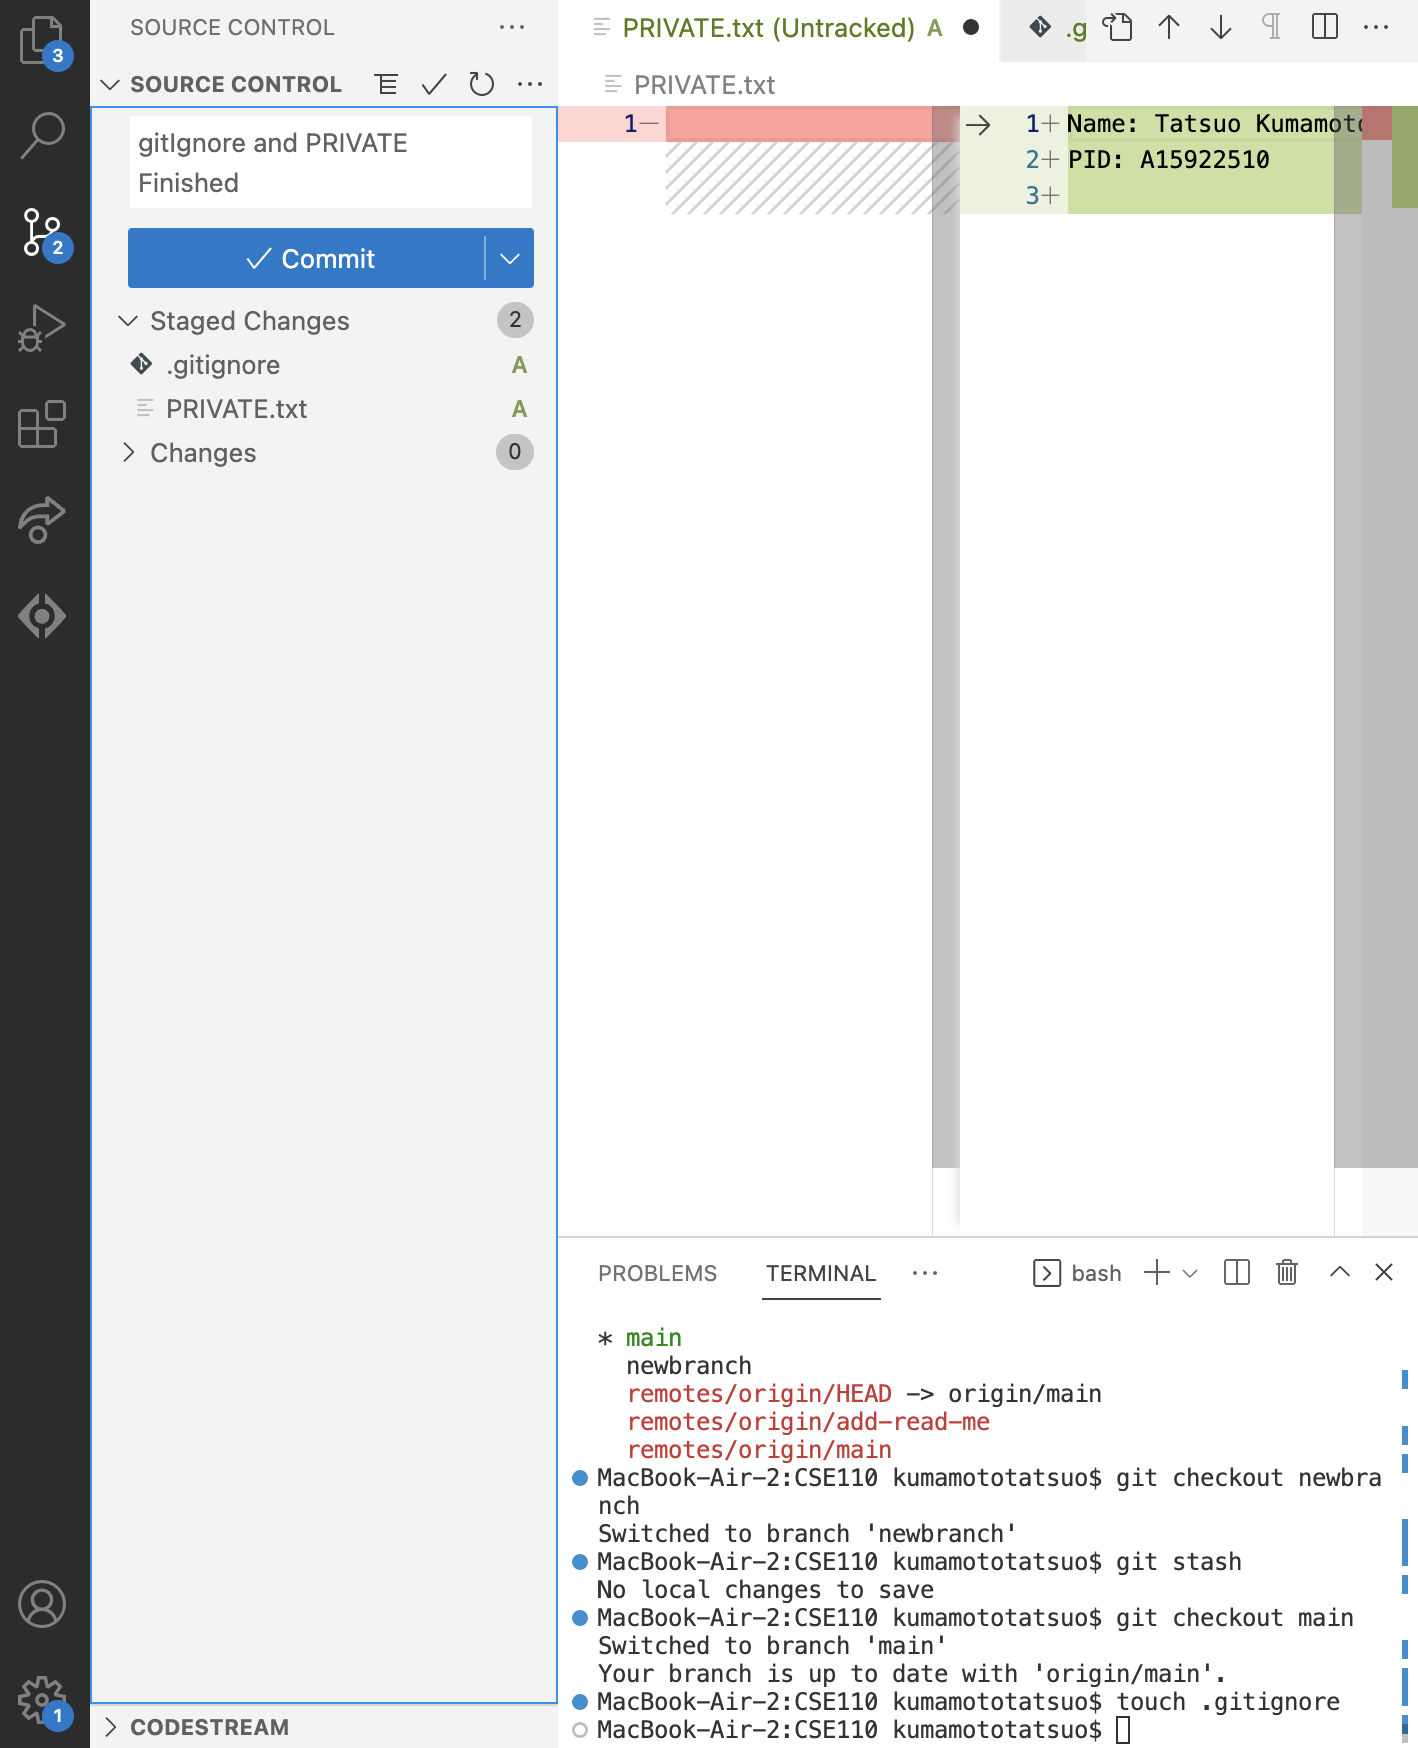 SOURCE CONTROL
SOURCE CONTROL
gitIgnore and PRIVATE
Finished
Commit
Staged Changes 2
.gitignore A
PRIVATE.txt A
Changes 0
CODESTREAM
3
2
1
PRIVATE.txt (Untracked) A
.g
PRIVATE.txt
1—
1+ Name: Tatsuo Kumamoto
2+ PID: A15922510
3+
PROBLEMS TERMINAL bash
* main
newbranch
remotes/origin/HEAD -> origin/main
remotes/origin/add-read-me
remotes/origin/main
MacBook-Air-2:CSE110 kumamototatsuo$ git checkout newbra
nch
Switched to branch 'newbranch'
MacBook-Air-2:CSE110 kumamototatsuo$ git stash
No local changes to save
MacBook-Air-2:CSE110 kumamototatsuo$ git checkout main
Switched to branch 'main'
Your branch is up to date with 'origin/main'.
MacBook-Air-2:CSE110 kumamototatsuo$ touch .gitignore
MacBook-Air-2:CSE110 kumamototatsuo$